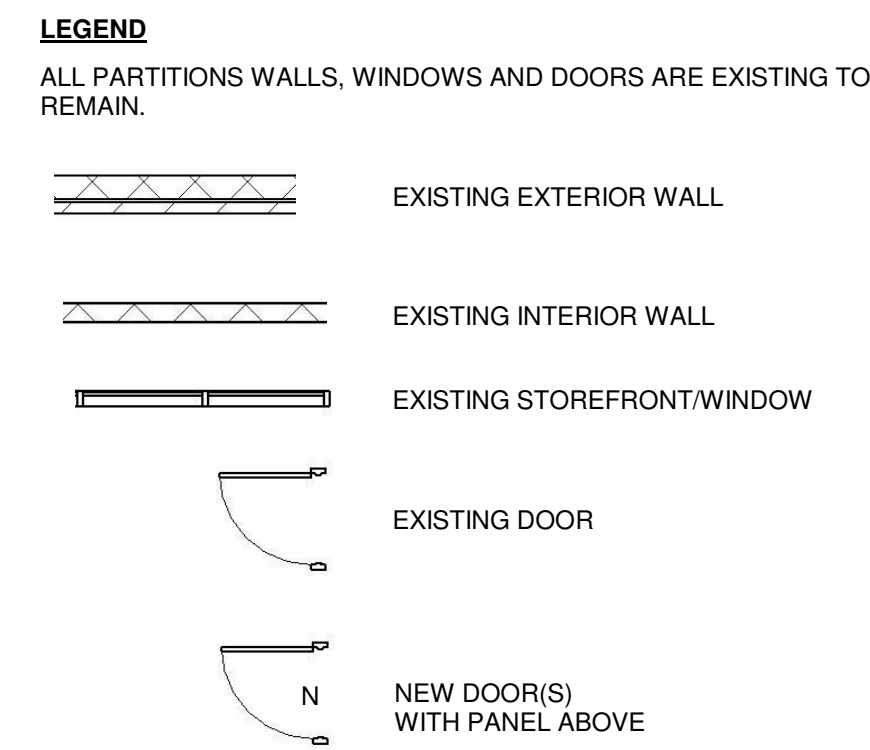 LEGEND
ALL PARTITIONS WALLS, WINDOWS AND DOORS ARE EXISTING TO
REMAIN.
EXISTING EXTERIOR WALL
EXISTING INTERIOR WALL
EXISTING STOREFRONT/WINDOW
EXISTING DOOR
N
NEW DOOR(S)
WITH PANEL ABOVE